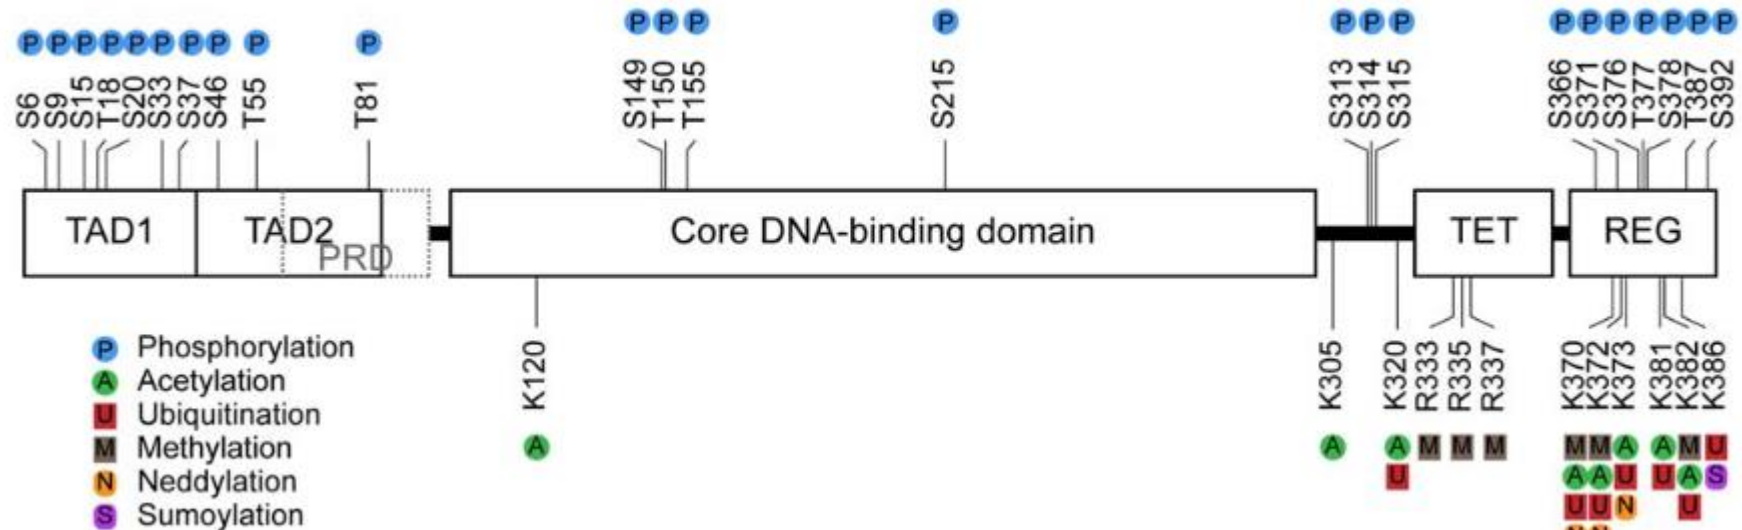 P P P P P P P P P P P P P P P P P P P P P P P P
S6 S9 S15 T18 S20 S33 S37 S46 T55 T81 S149 T150 T155 S215 S313 S314 S315 S366 S371 S376 T377 S378 T387 S392
TAD1 TAD2 PRD Core DNA-binding domain TET REG
K120 K305 K320 R333 R335 R337 K370 K372 K373 K381 K382 K386
A A A M M M M M A A M U
U A A U U A S
U U N U
P Phosphorylation
A Acetylation
U Ubiquitination
M Methylation
N Neddylation
S Sumoylation